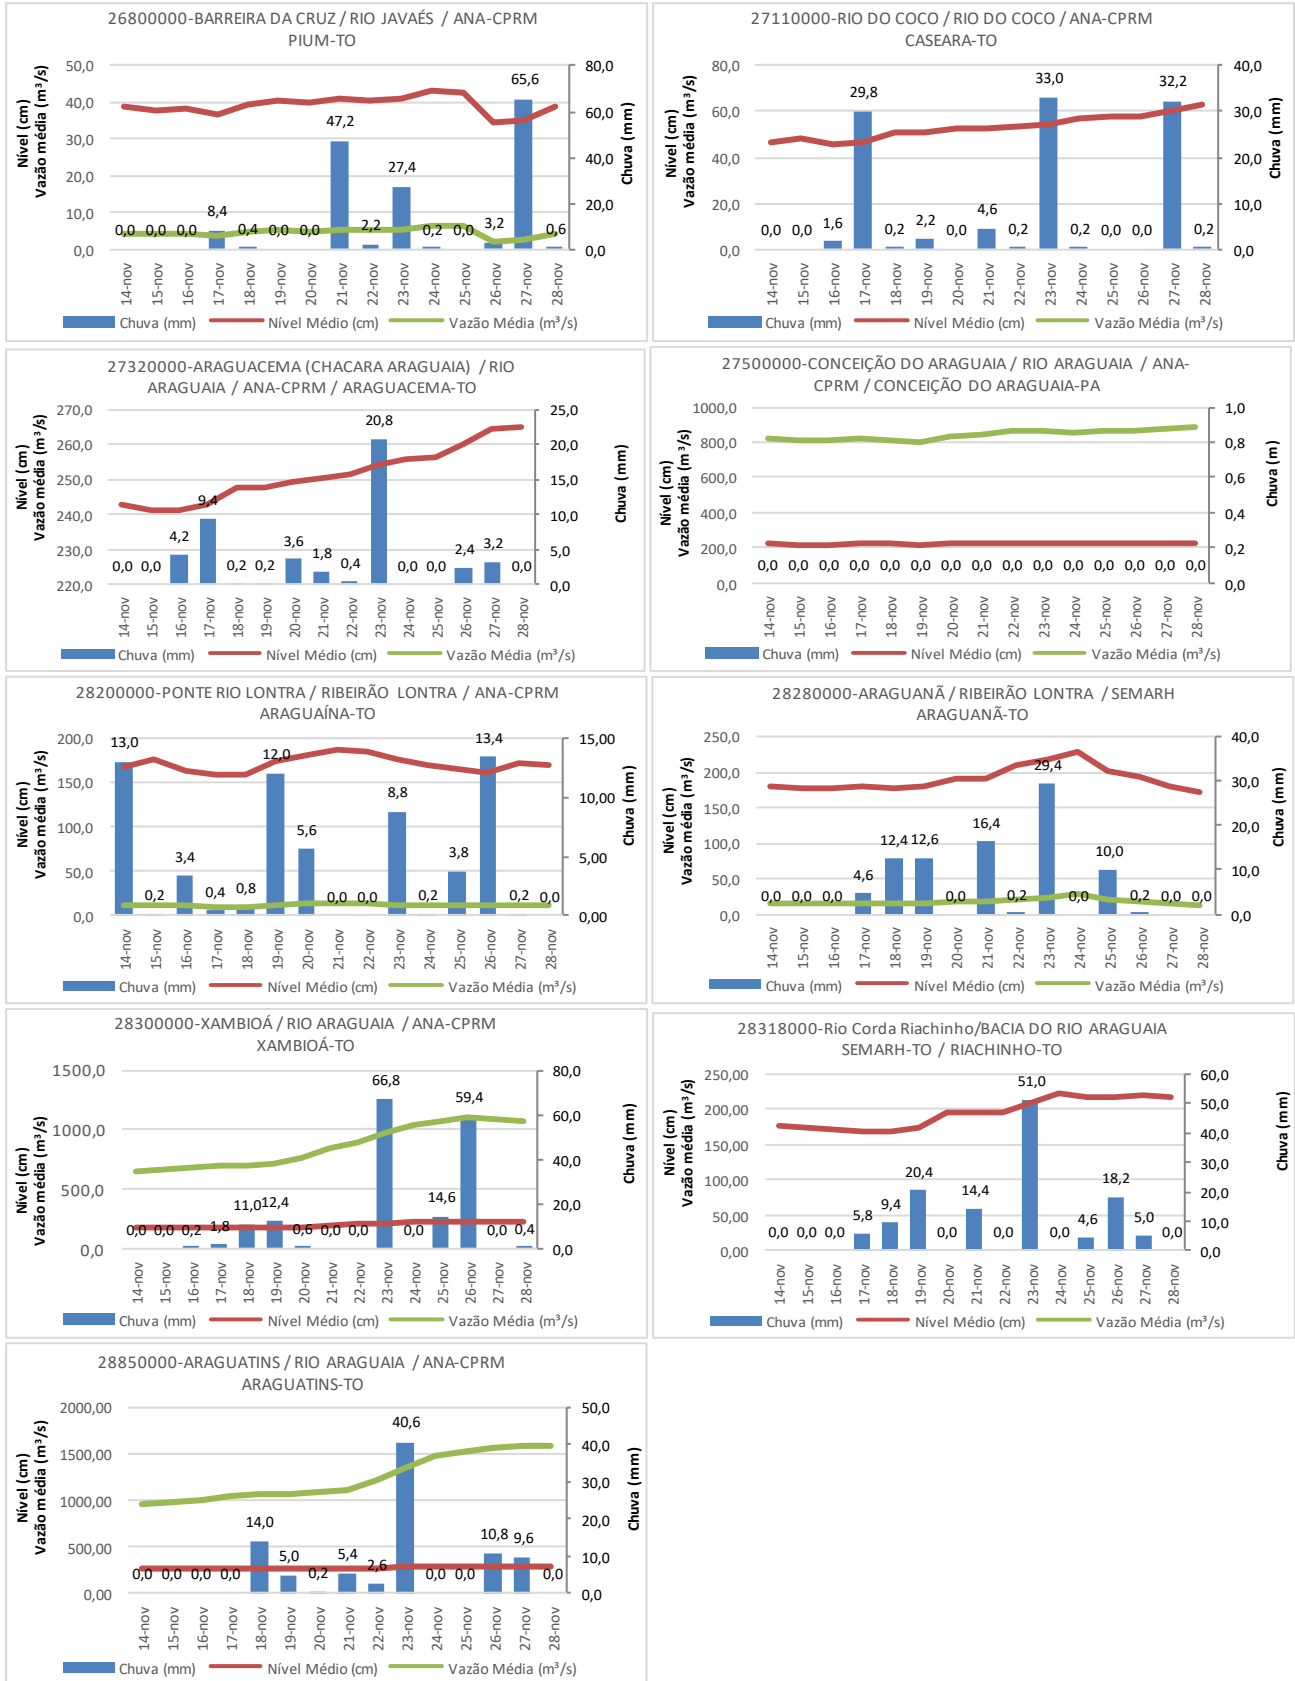 26800000-BARREIRA DA CRUZ / RIO JAVAÉS / ANA-CPRM
PIUM-TO
50,0
40,0
30,0
20,0
10,0
0,0
Nível (cm)
Vazão média (m³/s)
80,0
60,0
40,0
20,0
0,0
Chuva (mm)
0,0 0,0 0,0 8,4 0,4 0,0 0,0 47,2 2,2 27,4 0,2 0,0 3,2 65,6 0,6
14-nov 15-nov 16-nov 17-nov 18-nov 19-nov 20-nov 21-nov 22-nov 23-nov 24-nov 25-nov 26-nov 27-nov 28-nov
Chuva (mm) Nível Médio (cm) Vazão Média (m³/s)
27110000-RIO DO COCO / RIO DO COCO / ANA-CPRM
CASEARA-TO
80,0
60,0
40,0
20,0
0,0
Nível (cm)
Vazão média (m³/s)
40,0
30,0
20,0
10,0
0,0
Chuva (mm)
0,0 0,0 1,6 29,8 0,2 2,2 0,0 4,6 0,2 33,0 0,2 0,0 0,0 32,2 0,2
14-nov 15-nov 16-nov 17-nov 18-nov 19-nov 20-nov 21-nov 22-nov 23-nov 24-nov 25-nov 26-nov 27-nov 28-nov
Chuva (mm) Nível Médio (cm) Vazão Média (m³/s)
27320000-ARAGUACEMA (CHACARA ARAGUAIA) / RIO
ARAGUAIA / ANA-CPRM / ARAGUACEMA-TO
270,0
260,0
250,0
240,0
230,0
220,0
Nível (cm)
Vazão média (m³/s)
25,0
20,0
15,0
10,0
5,0
0,0
Chuva (mm)
0,0 0,0 4,2 9,4 0,2 0,2 3,6 1,8 0,4 20,8 0,0 0,0 2,4 3,2 0,0
14-nov 15-nov 16-nov 17-nov 18-nov 19-nov 20-nov 21-nov 22-nov 23-nov 24-nov 25-nov 26-nov 27-nov 28-nov
Chuva (mm) Nível Médio (cm) Vazão Média (m³/s)
27500000-CONCEIÇÃO DO ARAGUAIA / RIO ARAGUAIA / ANA-
CPRM / CONCEIÇÃO DO ARAGUAIA-PA
1000,0
800,0
600,0
400,0
200,0
0,0
Nível (cm)
Vazão média (m³/s)
1,0
0,8
0,6
0,4
0,2
0,0
Chuva (m)
0,0 0,0 0,0 0,0 0,0 0,0 0,0 0,0 0,0 0,0 0,0 0,0 0,0 0,0 0,0
14-nov 15-nov 16-nov 17-nov 18-nov 19-nov 20-nov 21-nov 22-nov 23-nov 24-nov 25-nov 26-nov 27-nov 28-nov
Chuva (mm) Nível Médio (cm) Vazão Média (m³/s)
28200000-PONTE RIO LONTRA / RIBEIRÃO LONTRA / ANA-CPRM
ARAGUAÍNA-TO
200,0
150,0
100,0
50,0
0,0
Nível (cm)
Vazão média (m³/s)
15,00
10,00
5,00
0,00
Chuva (mm)
13,0 0,2 3,4 0,4 0,8 12,0 5,6 0,0 0,0 8,8 0,2 3,8 13,4 0,2 0,0
14-nov 15-nov 16-nov 17-nov 18-nov 19-nov 20-nov 21-nov 22-nov 23-nov 24-nov 25-nov 26-nov 27-nov 28-nov
Chuva (mm) Nível Médio (cm) Vazão Média (m³/s)
28280000-ARAGUANÃ / RIBEIRÃO LONTRA / SEMARH
ARAGUANÃ-TO
250,0
200,0
150,0
100,0
50,0
0,0
Nível (cm)
Vazão média (m³/s)
40,0
30,0
20,0
10,0
0,0
Chuva (mm)
0,0 0,0 0,0 4,6 12,4 12,6 0,0 16,4 0,2 29,4 0,0 10,0 0,2 0,0 0,0
14-nov 15-nov 16-nov 17-nov 18-nov 19-nov 20-nov 21-nov 22-nov 23-nov 24-nov 25-nov 26-nov 27-nov 28-nov
Chuva (mm) Nível Médio (cm) Vazão Média (m³/s)
28300000-XAMBIOÁ / RIO ARAGUAIA / ANA-CPRM
XAMBIOÁ-TO
1500,0
1000,0
500,0
0,0
Nível (cm)
Vazão média (m³/s)
80,0
60,0
40,0
20,0
0,0
Chuva (mm)
0,0 0,0 0,2 1,8 11,0 12,4 0,6 0,0 0,0 66,8 0,0 14,6 59,4 0,0 0,4
14-nov 15-nov 16-nov 17-nov 18-nov 19-nov 20-nov 21-nov 22-nov 23-nov 24-nov 25-nov 26-nov 27-nov 28-nov
Chuva (mm) Nível Médio (cm) Vazão Média (m³/s)
28318000-Rio Corda Riachinho/BACIA DO RIO ARAGUAIA
SEMARH-TO / RIACHINHO-TO
250,00
200,00
150,00
100,00
50,00
0,00
Nível (cm)
Vazão média (m³/s)
60,0
50,0
40,0
30,0
20,0
10,0
0,0
Chuva (mm)
0,0 0,0 0,0 5,8 9,4 20,4 0,0 14,4 0,0 51,0 0,0 4,6 18,2 5,0 0,0
14-nov 15-nov 16-nov 17-nov 18-nov 19-nov 20-nov 21-nov 22-nov 23-nov 24-nov 25-nov 26-nov 27-nov 28-nov
Chuva (mm) Nível Médio (cm) Vazão Média (m³/s)
28850000-ARAGUATINS / RIO ARAGUAIA / ANA-CPRM
ARAGUATINS-TO
2000,00
1500,00
1000,00
500,00
0,00
Nível (cm)
Vazão média (m³/s)
50,0
40,0
30,0
20,0
10,0
0,0
Chuva (mm)
0,0 0,0 0,0 0,0 14,0 5,0 0,2 5,4 2,6 40,6 0,0 0,0 10,8 9,6 0,0
14-nov 15-nov 16-nov 17-nov 18-nov 19-nov 20-nov 21-nov 22-nov 23-nov 24-nov 25-nov 26-nov 27-nov 28-nov
Chuva (mm) Nível Médio (cm) Vazão Média (m³/s)